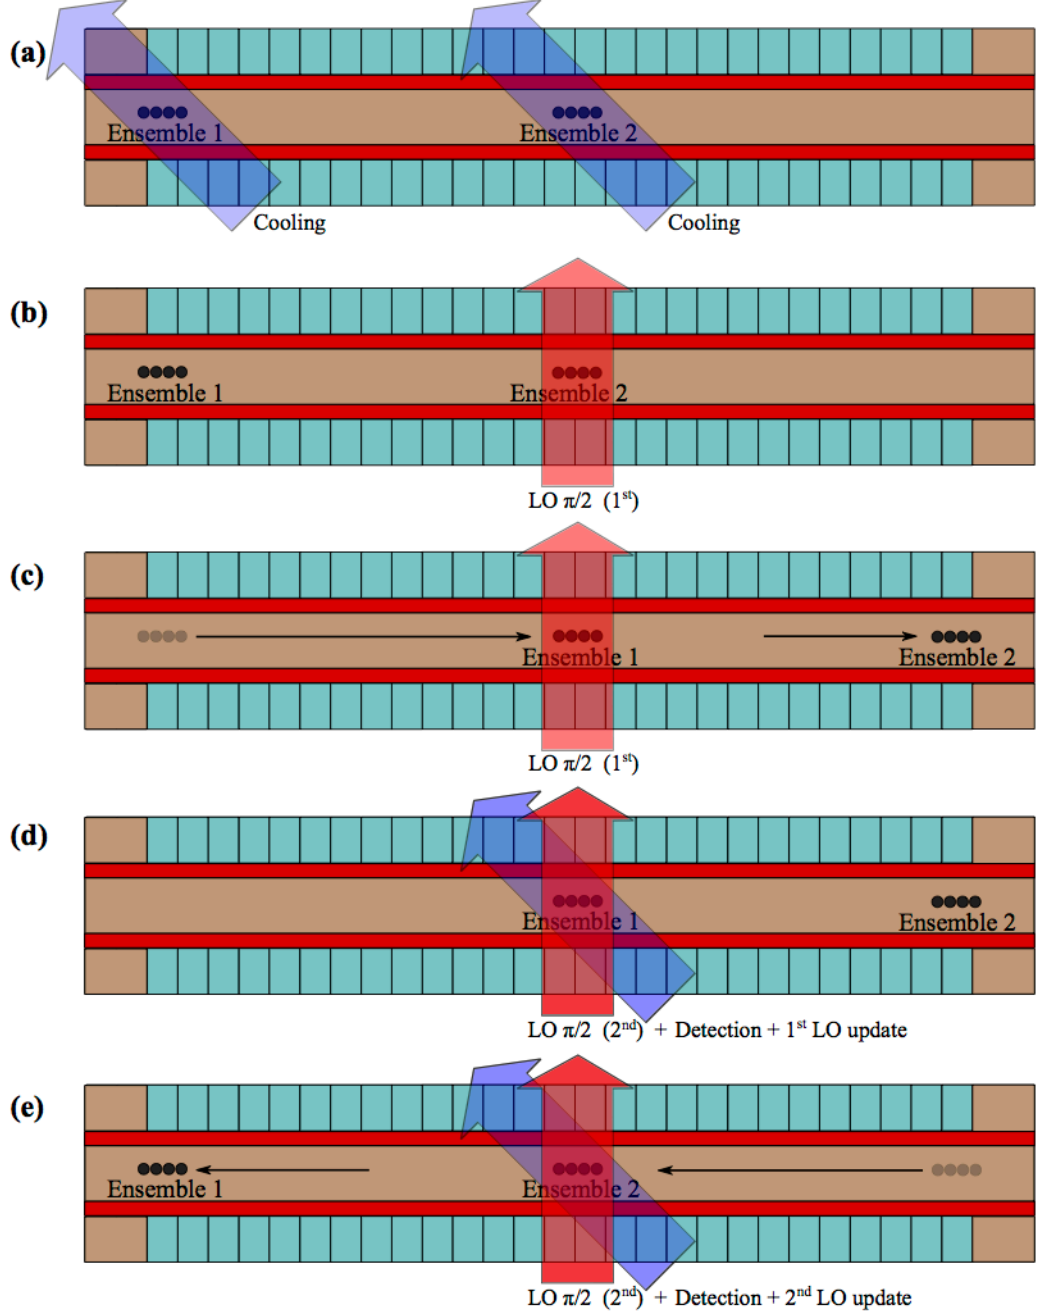 (a)
Ensemble 1
Ensemble 2
Cooling
Cooling
(b)
Ensemble 1
Ensemble 2
LO π/2 (1st)
(c)
Ensemble 1
Ensemble 2
LO π/2 (1st)
(d)
Ensemble 1
Ensemble 2
LO π/2 (2nd) + Detection + 1st LO update
(e)
Ensemble 1
Ensemble 2
LO π/2 (2nd) + Detection + 2nd LO update